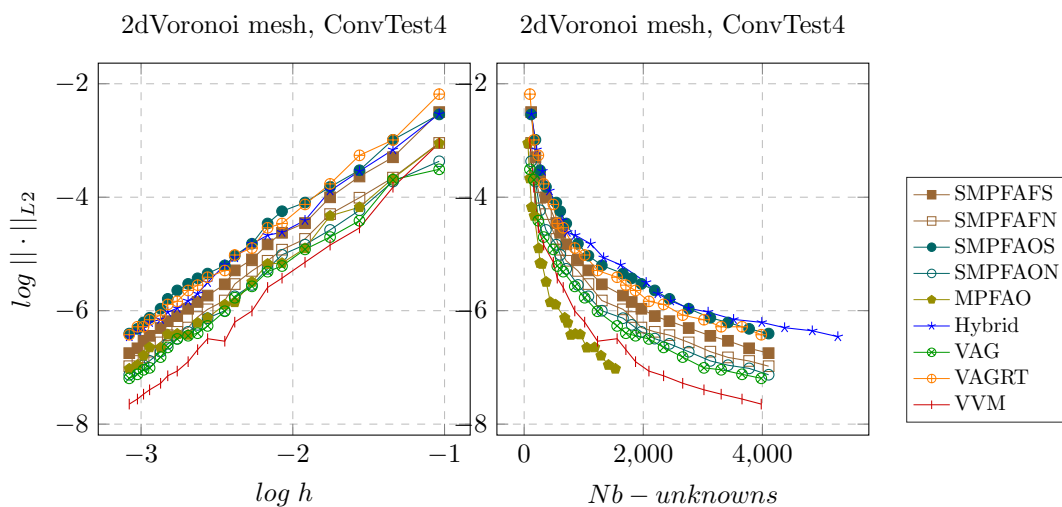 2dVoronoi mesh, ConvTest4
2dVoronoi mesh, ConvTest4
log || · ||L2
−2
−4
−6
−8
−3
−2
−1
log h
−2
−4
−6
−8
0
2,000
4,000
Nb − unknowns
SMPFAFS
SMPFAFN
SMPFAOS
SMPFAON
MPFAO
Hybrid
VAG
VAGRT
VVM